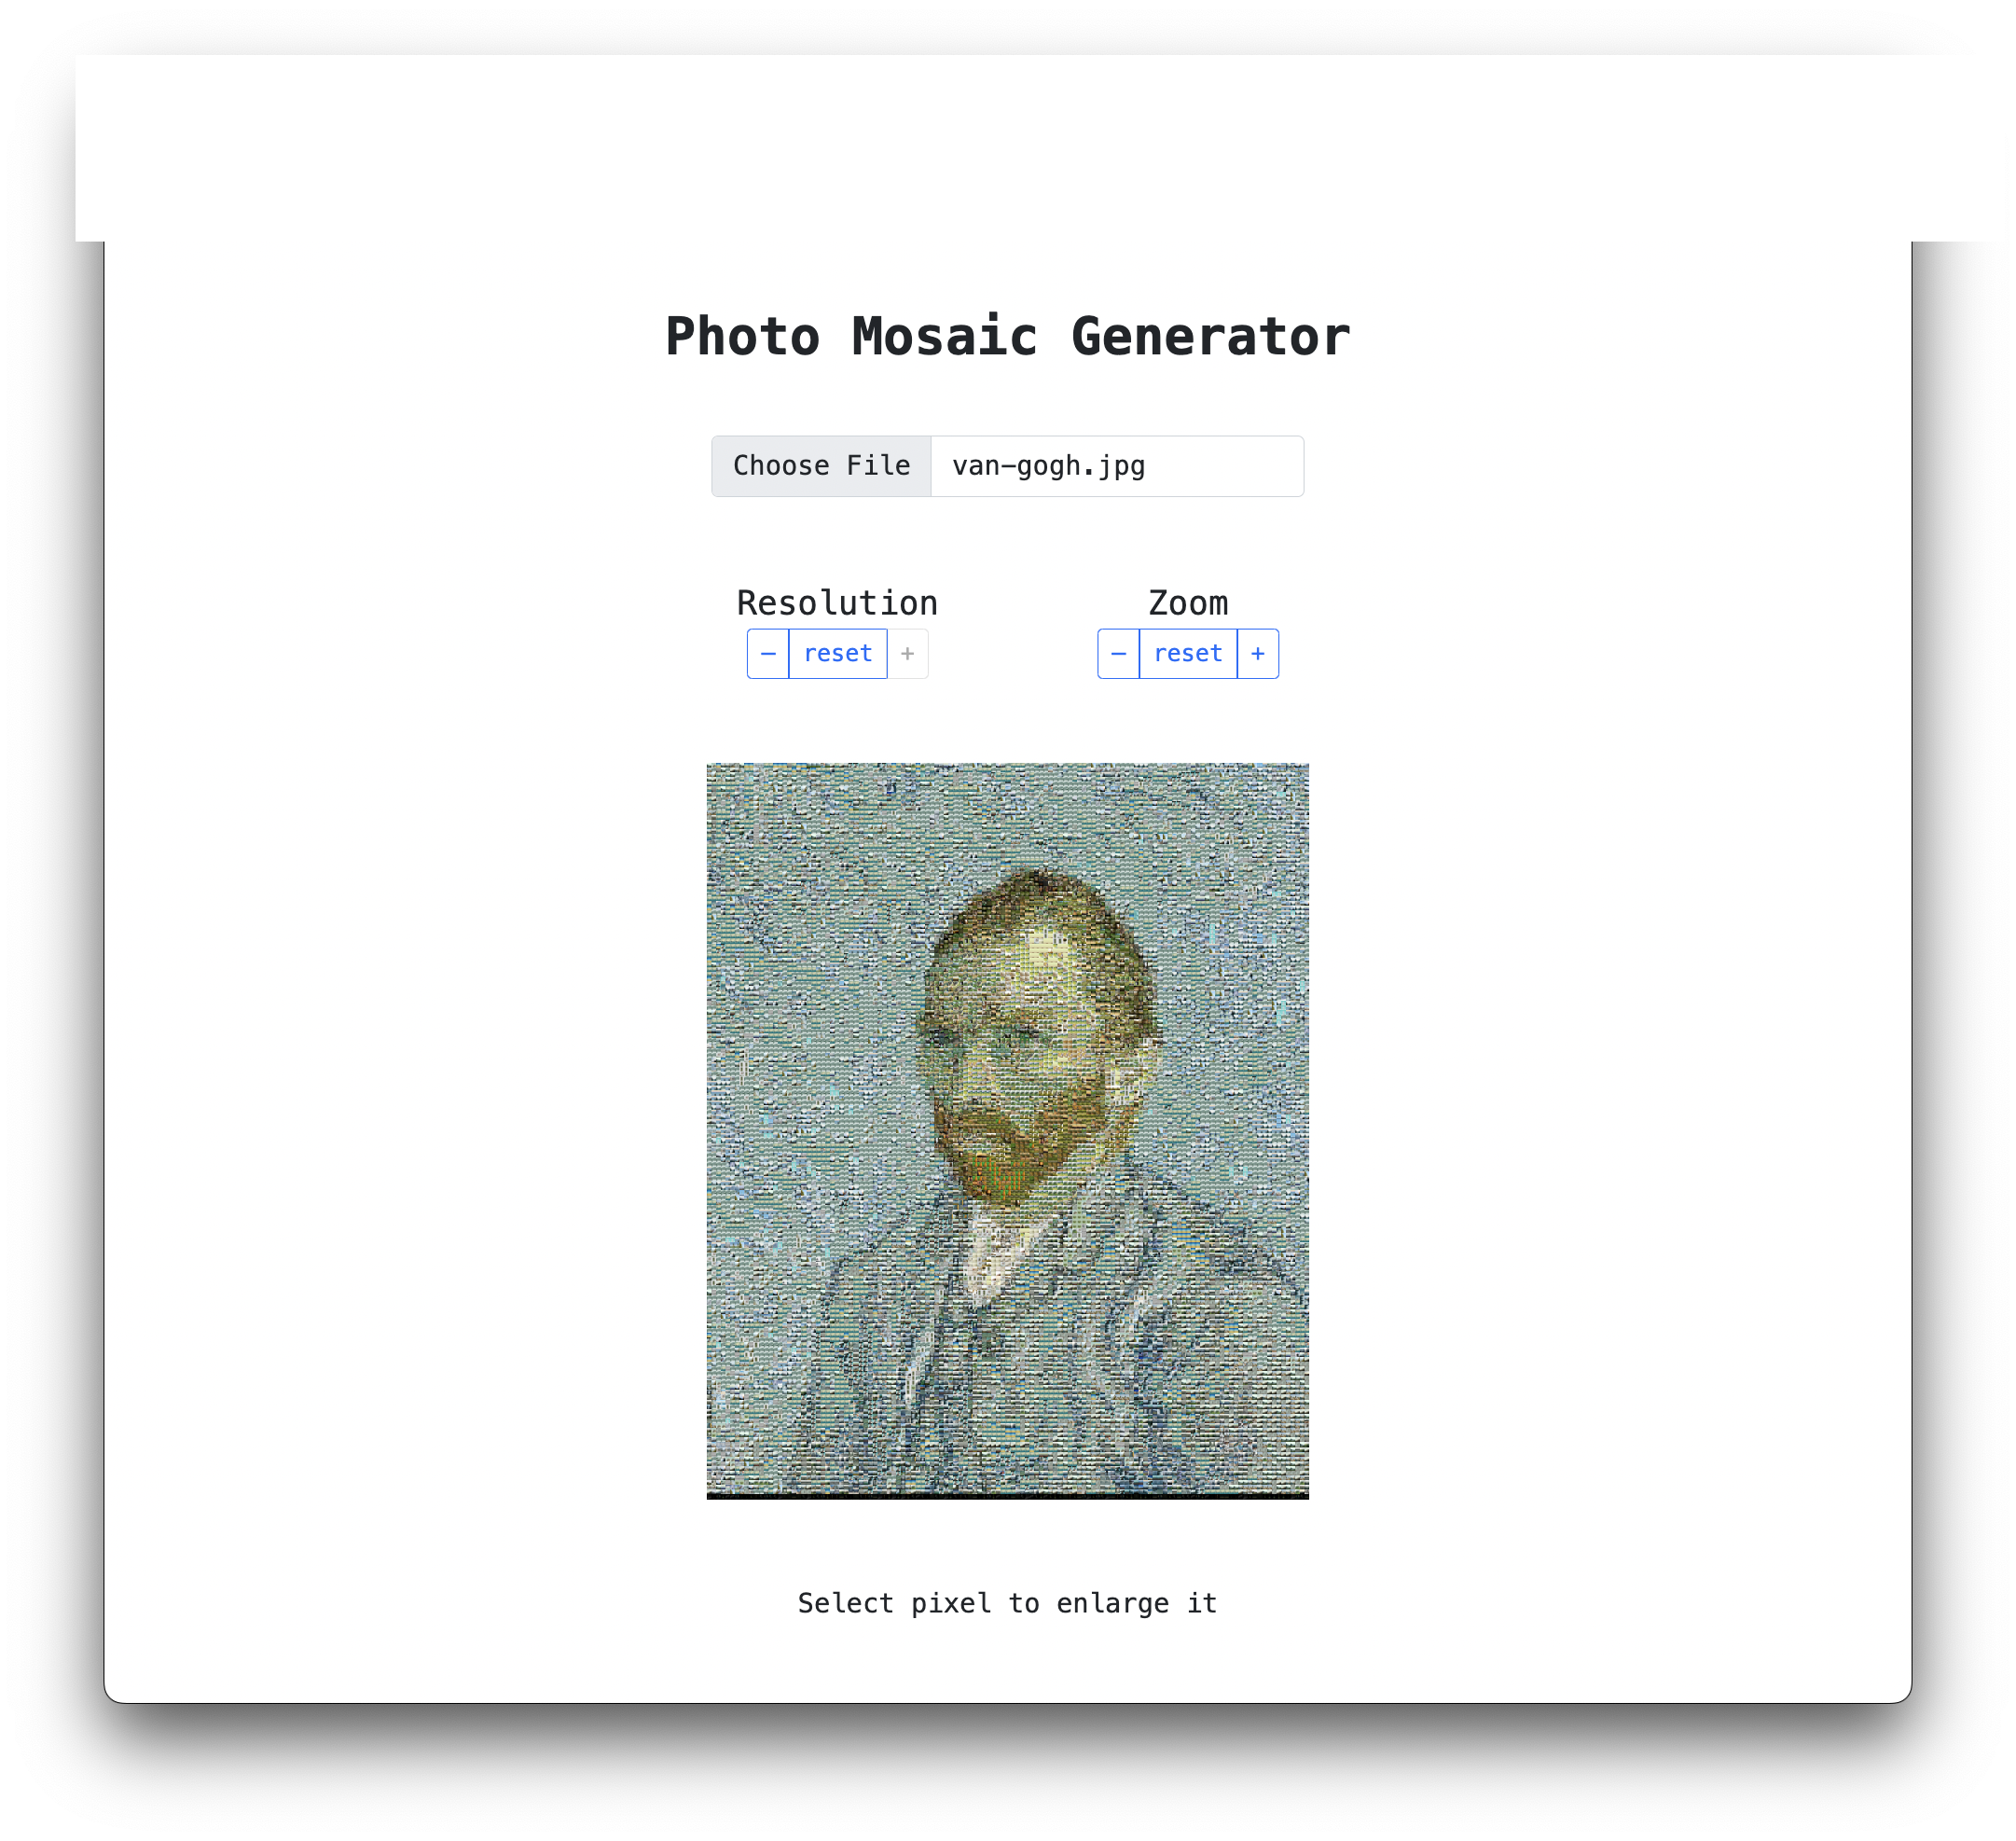 Photo Mosaic Generator
Choose File van-gogh.jpg
Resolution Zoom
− reset + − reset +
Select pixel to enlarge it